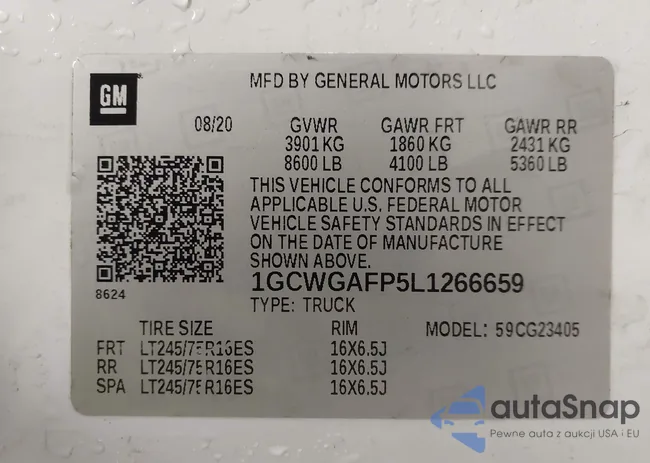 GM
MFD BY GENERAL MOTORS LLC
08/20 GVWR GAWR FRT GAWR RR
3901 KG 1860 KG 2431 KG
8600 LB 4100 LB 5360 LB
THIS VEHICLE CONFORMS TO ALL
APPLICABLE U.S. FEDERAL MOTOR
VEHICLE SAFETY STANDARDS IN EFFECT
ON THE DATE OF MANUFACTURE
SHOWN ABOVE.
1GCWGAFP5L1266659
8624
TYPE: TRUCK
TIRE SIZE RIM MODEL: 59CG23405
FRT LT245/75R16ES 16X6.5J
RR LT245/75R16ES 16X6.5J
SPA LT245/75R16ES 16X6.5J
autaSnap
Pewne auta z aukcji USA i EU